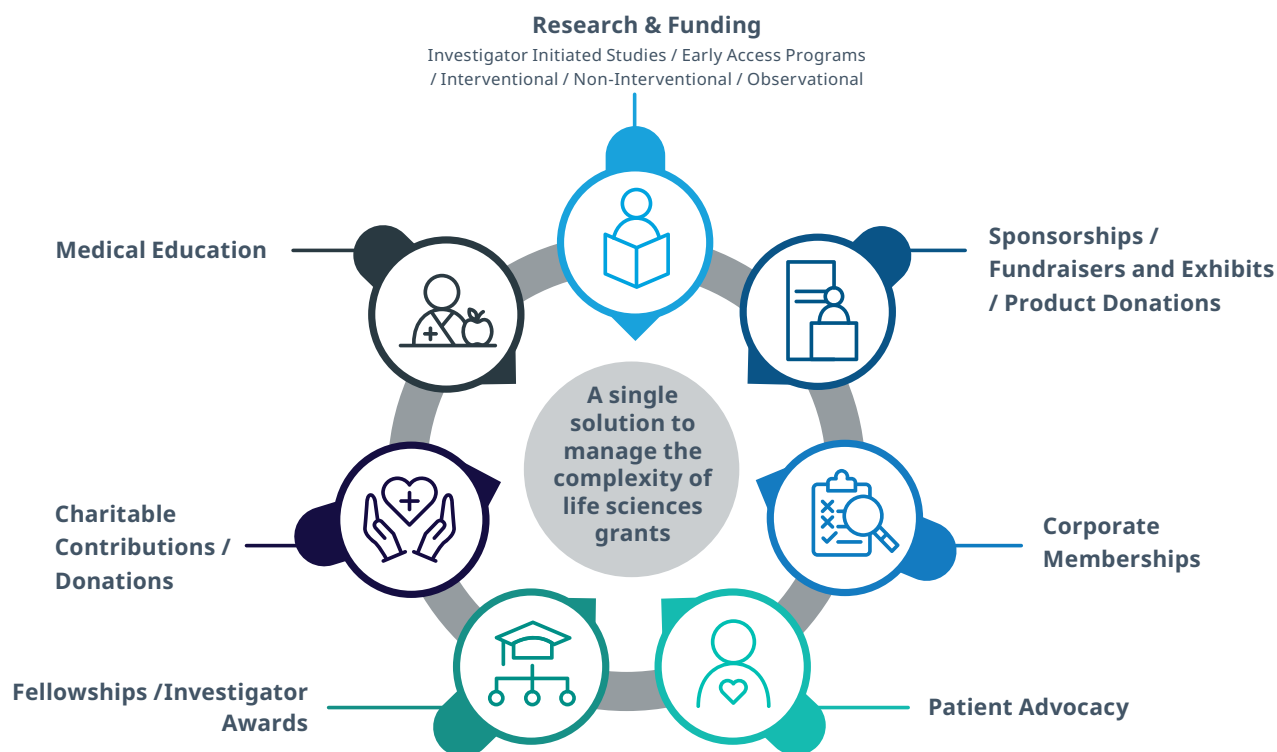 Research & Funding
Investigator Initiated Studies / Early Access Programs
/ Interventional / Non-Interventional / Observational
Medical Education
Sponsorships /
Fundraisers and Exhibits
/ Product Donations
A single
solution to
manage the
complexity of
life sciences
grants
Charitable
Contributions /
Donations
Corporate
Memberships
Fellowships /Investigator
Awards
Patient Advocacy